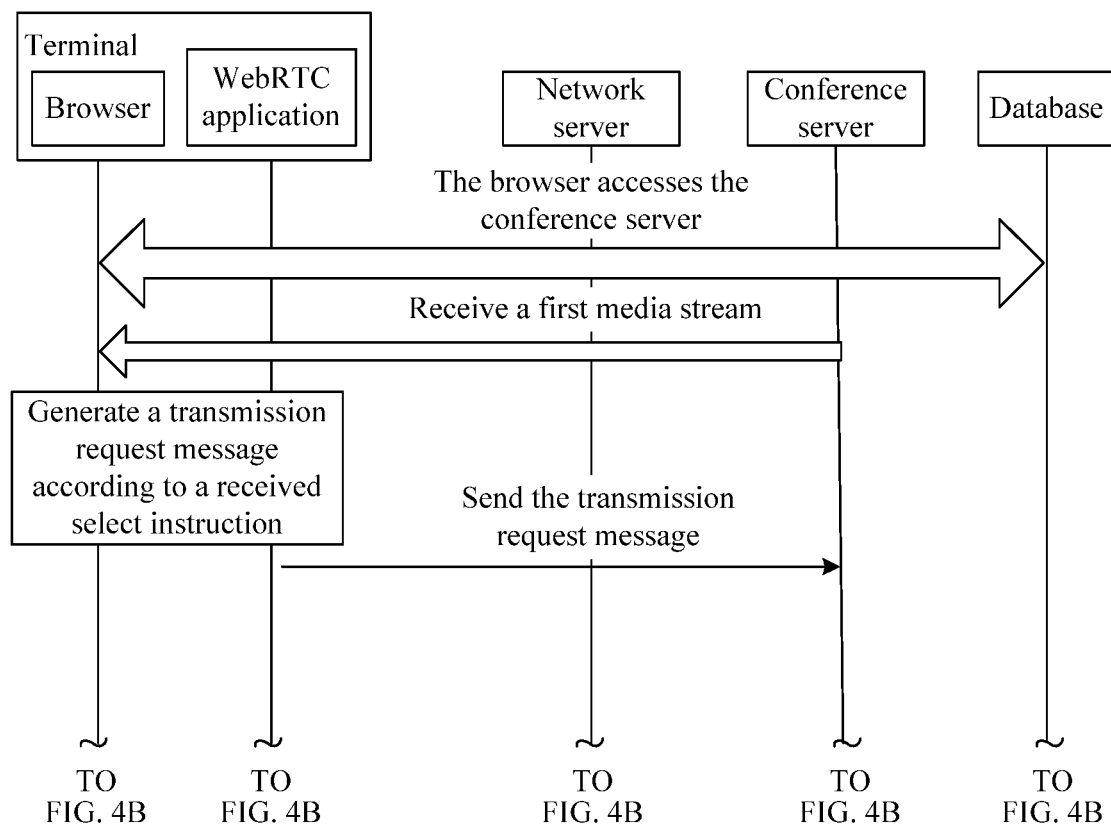 Terminal
Browser
WebRTC
application
Network
server
Conference
server
Database
The browser accesses the
conference server
Receive a first media stream
Generate a transmission
request message
according to a received
select instruction
Send the transmission
request message
TO
FIG. 4B
TO
FIG. 4B
TO
FIG. 4B
TO
FIG. 4B
TO
FIG. 4B